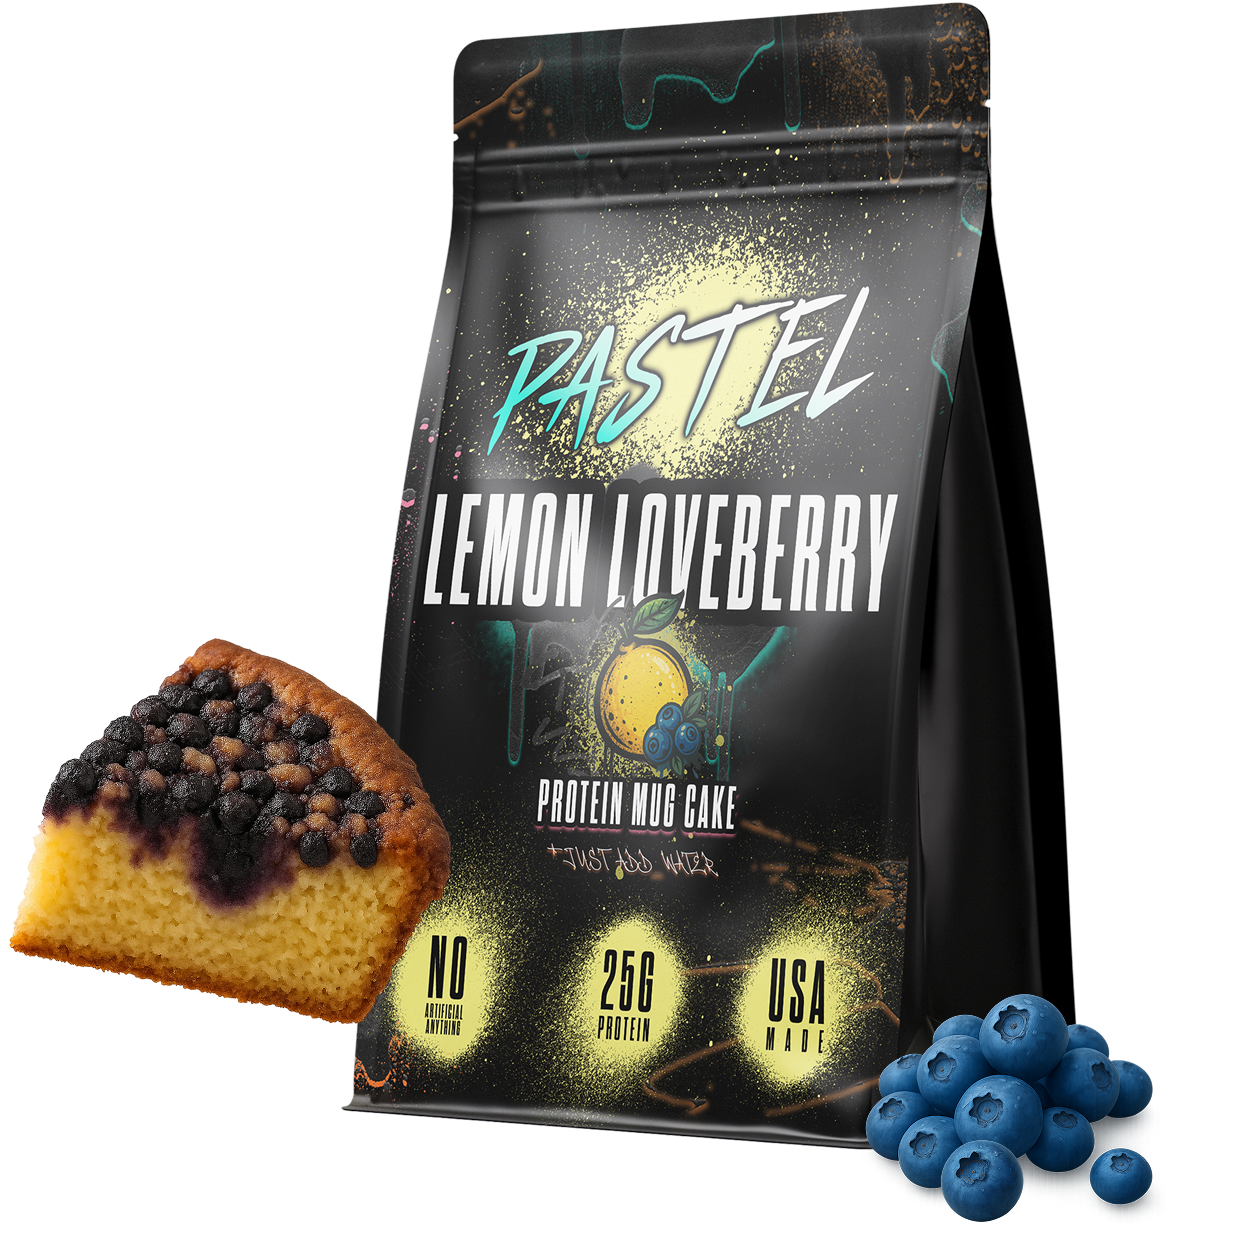 PASTEL
LEMON LOVEBERRY
PROTEIN MUG CAKE
+JUST ADD WATER
NO
ARTIFICIAL
ANYTHING
25G
PROTEIN
USA
MADE